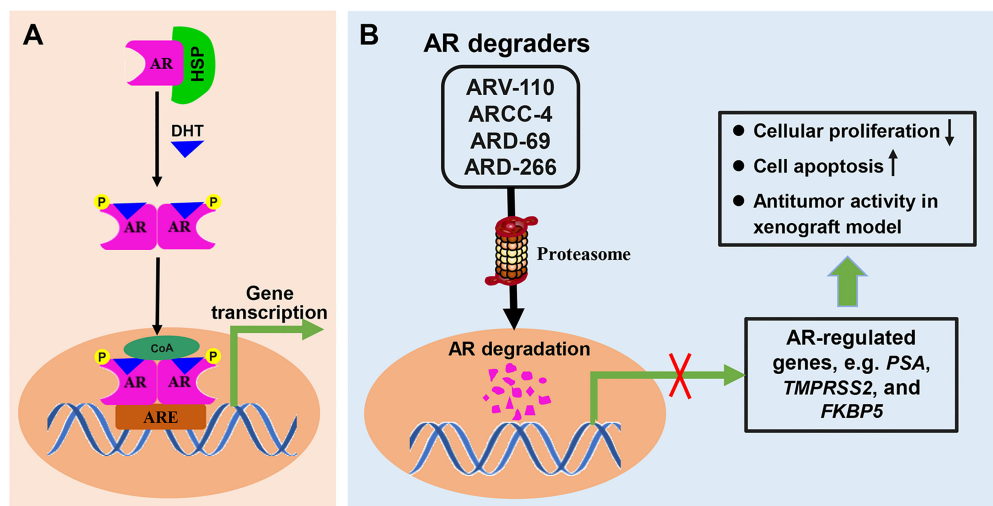 A
AR
HSP
DHT
P
P
AR
AR
Gene
transcription
CoA
P
P
AR
AR
ARE
B
AR degraders
ARV-110
ARCC-4
ARD-69
ARD-266
Proteasome
AR degradation
AR-regulated
genes, e.g. PSA,
TMPRSS2, and
FKBP5
Cellular proliferation ↓
Cell apoptosis ↑
Antitumor activity in
xenograft model